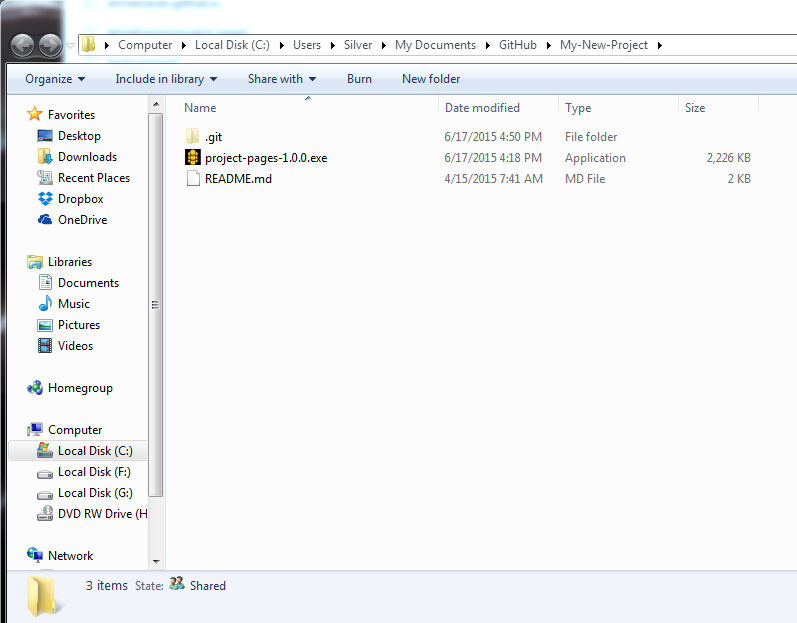 Computer Local Disk (C:) Users Silver My Documents GitHub My-New-Project
Organize Include in library Share with Burn New folder
Favorites
Desktop
Downloads
Recent Places
Dropbox
OneDrive
Libraries
Documents
Music
Pictures
Videos
Homegroup
Computer
Local Disk (C:)
Local Disk (F:)
Local Disk (G:)
DVD RW Drive (H
Network
Name Date modified Type Size
.git 6/17/2015 4:50 PM File folder
project-pages-1.0.0.exe 6/17/2015 4:18 PM Application 2,226 KB
README.md 4/15/2015 7:41 AM MD File 2 KB
3 items State: Shared